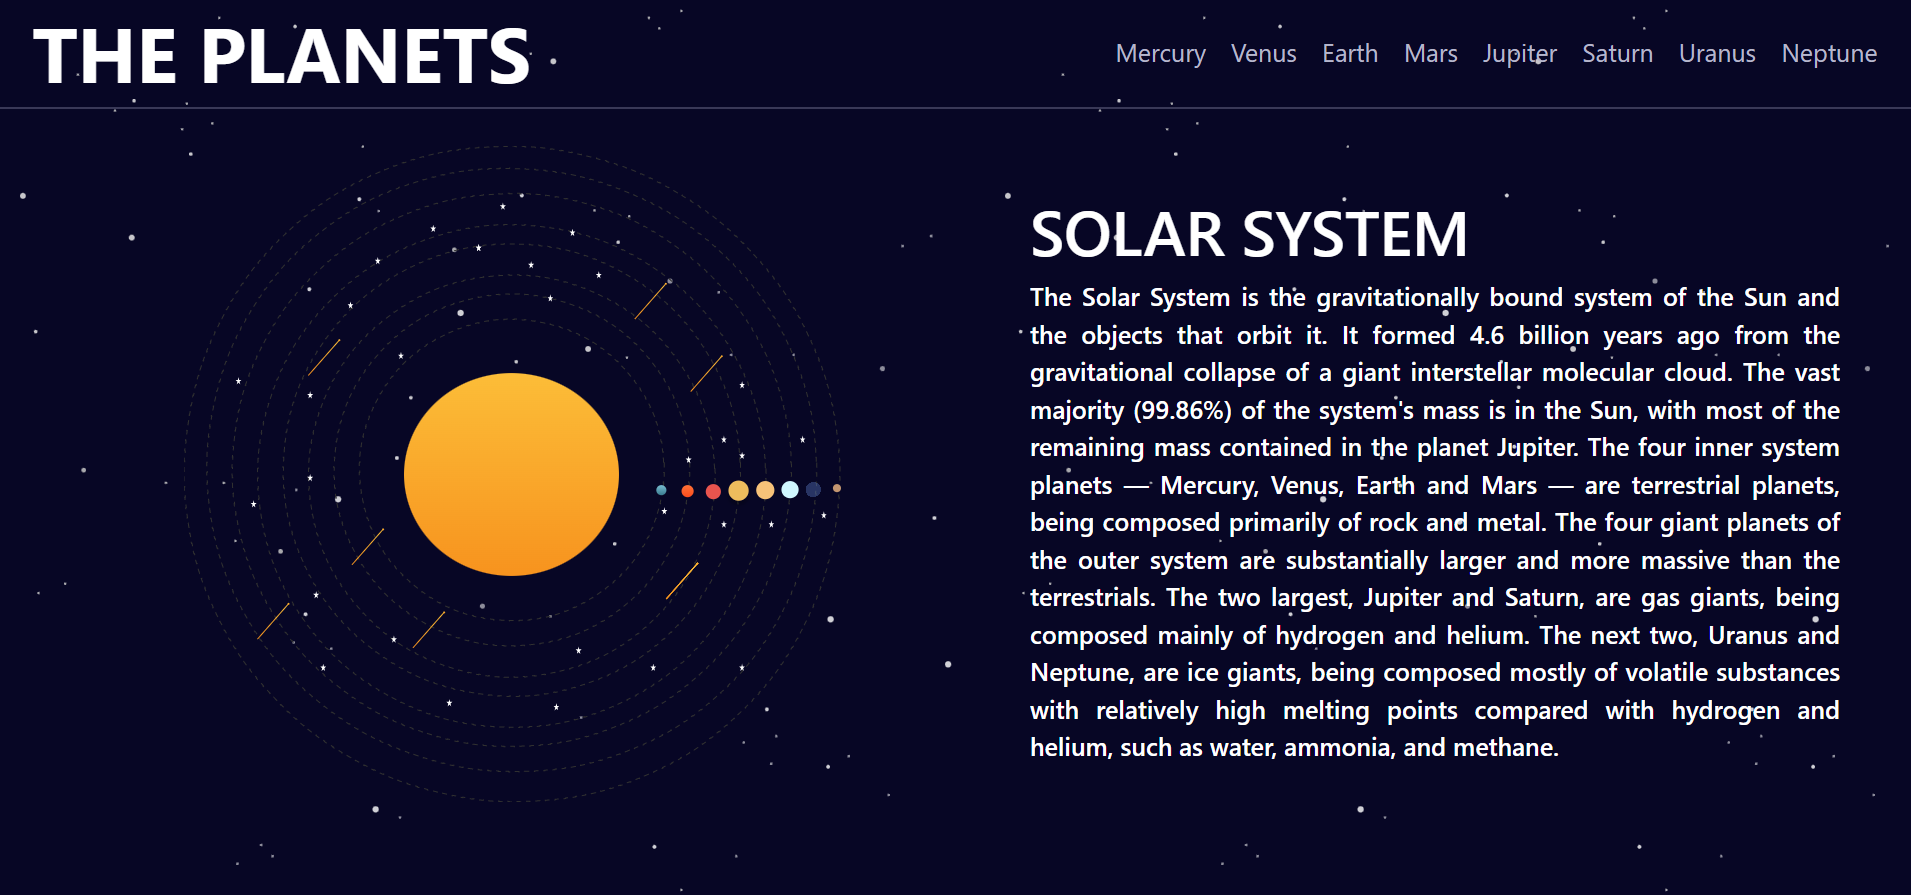 THE PLANETS
Mercury Venus Earth Mars Jupiter Saturn Uranus Neptune
SOLAR SYSTEM
The Solar System is the gravitationally bound system of the Sun and
the objects that orbit it. It formed 4.6 billion years ago from the
gravitational collapse of a giant interstellar molecular cloud. The vast
majority (99.86%) of the system's mass is in the Sun, with most of the
remaining mass contained in the planet Jupiter. The four inner system
planets — Mercury, Venus, Earth and Mars — are terrestrial planets,
being composed primarily of rock and metal. The four giant planets of
the outer system are substantially larger and more massive than the
terrestrials. The two largest, Jupiter and Saturn, are gas giants, being
composed mainly of hydrogen and helium. The next two, Uranus and
Neptune, are ice giants, being composed mostly of volatile substances
with relatively high melting points compared with hydrogen and
helium, such as water, ammonia, and methane.